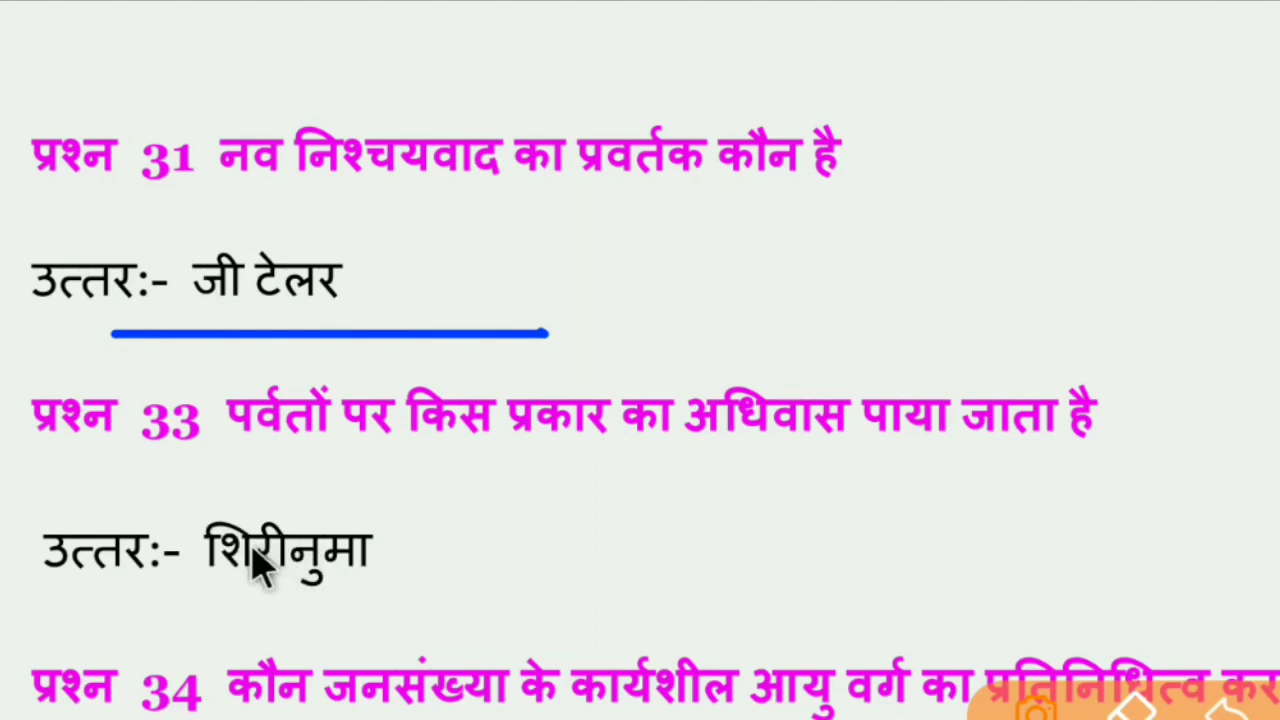 प्रश्न 31 नव निश्चयवाद का प्रवर्तक कौन है
उत्तर:- जी टेलर
प्रश्न 33 पर्वतों पर किस प्रकार का अधिवास पाया जाता है
उत्तर:- शिरीनुमा
प्रश्न 34 कौन जनसंख्या के कार्यशील आयु वर्ग का प्रतिनिधित्व